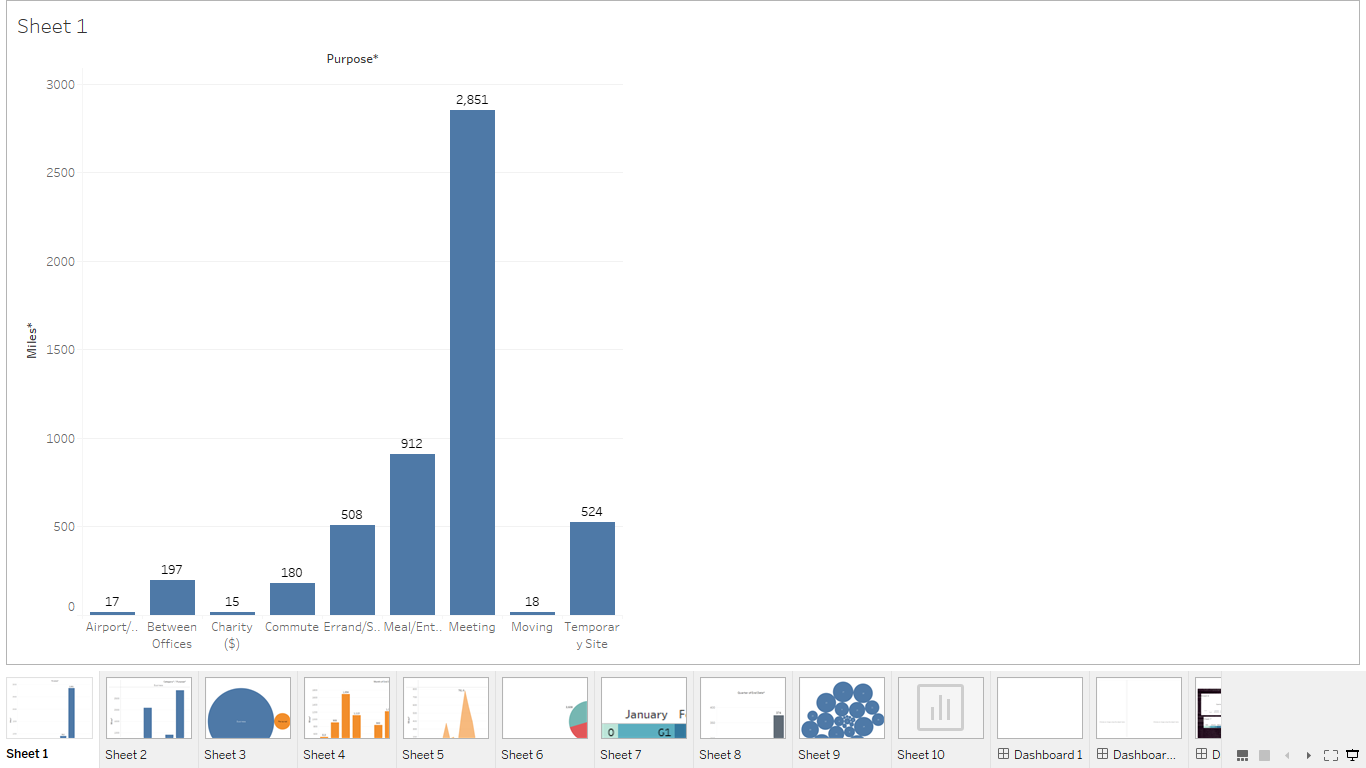 Sheet 1
Purpose*
3000
2500
2000
1500
1000
500
0
Miles*
17
197
15
180
508
912
2,851
18
524
Airport/..
Between
Offices
Charity
($)
Commute
Errand/S..
Meal/Ent..
Meeting
Moving
Temporar
y Site
January F
0 G1
Sheet 1
Sheet 2
Sheet 3
Sheet 4
Sheet 5
Sheet 6
Sheet 7
Sheet 8
Sheet 9
Sheet 10
Dashboard 1
Dashboar...
D